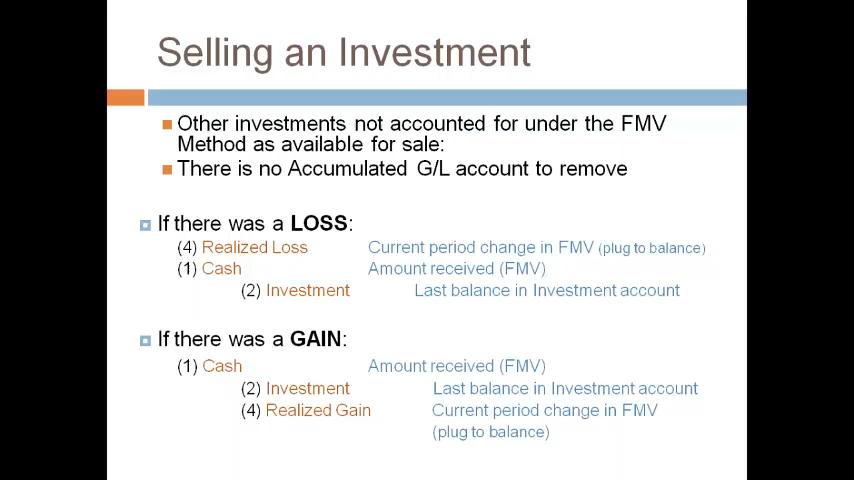 Selling an Investment
Other investments not accounted for under the FMV
Method as available for sale:
There is no Accumulated G/L account to remove
If there was a LOSS:
(4) Realized Loss Current period change in FMV (plug to balance)
(1) Cash Amount received (FMV)
(2) Investment Last balance in Investment account
If there was a GAIN:
(1) Cash Amount received (FMV)
(2) Investment Last balance in Investment account
(4) Realized Gain Current period change in FMV
(plug to balance)